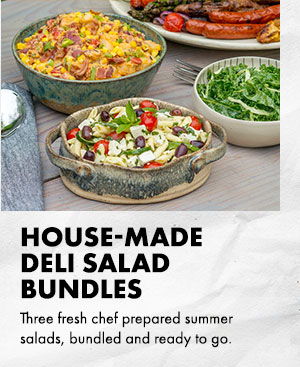 HOUSE-MADE
DELI SALAD
BUNDLES
Three fresh chef prepared summer
salads, bundled and ready to go.